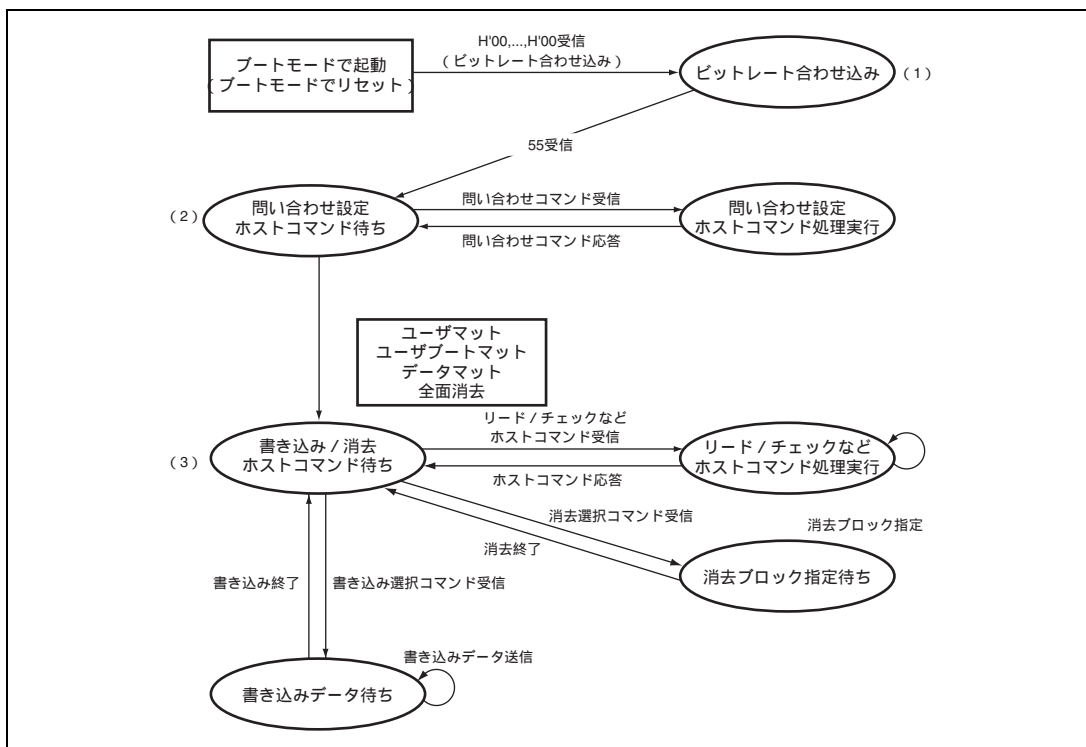 ブートモードで起動
(ブートモードでリセット)
H'00,...,H'00受信
(ビットレート合わせ込み)
ビットレート合わせ込み
(1)
55受信
(2)
問い合わせ設定
ホストコマンド待ち
問い合わせコマンド受信
問い合わせコマンド応答
問い合わせ設定
ホストコマンド処理実行
ユーザマット
ユーザブートマット
データマット
全面消去
(3)
書き込み / 消去
ホストコマンド待ち
リード / チェックなど
ホストコマンド受信
ホストコマンド応答
リード / チェックなど
ホストコマンド処理実行
消去選択コマンド受信
消去終了
消去ブロック指定
消去ブロック指定待ち
書き込み終了
書き込み選択コマンド受信
書き込みデータ送信
書き込みデータ待ち